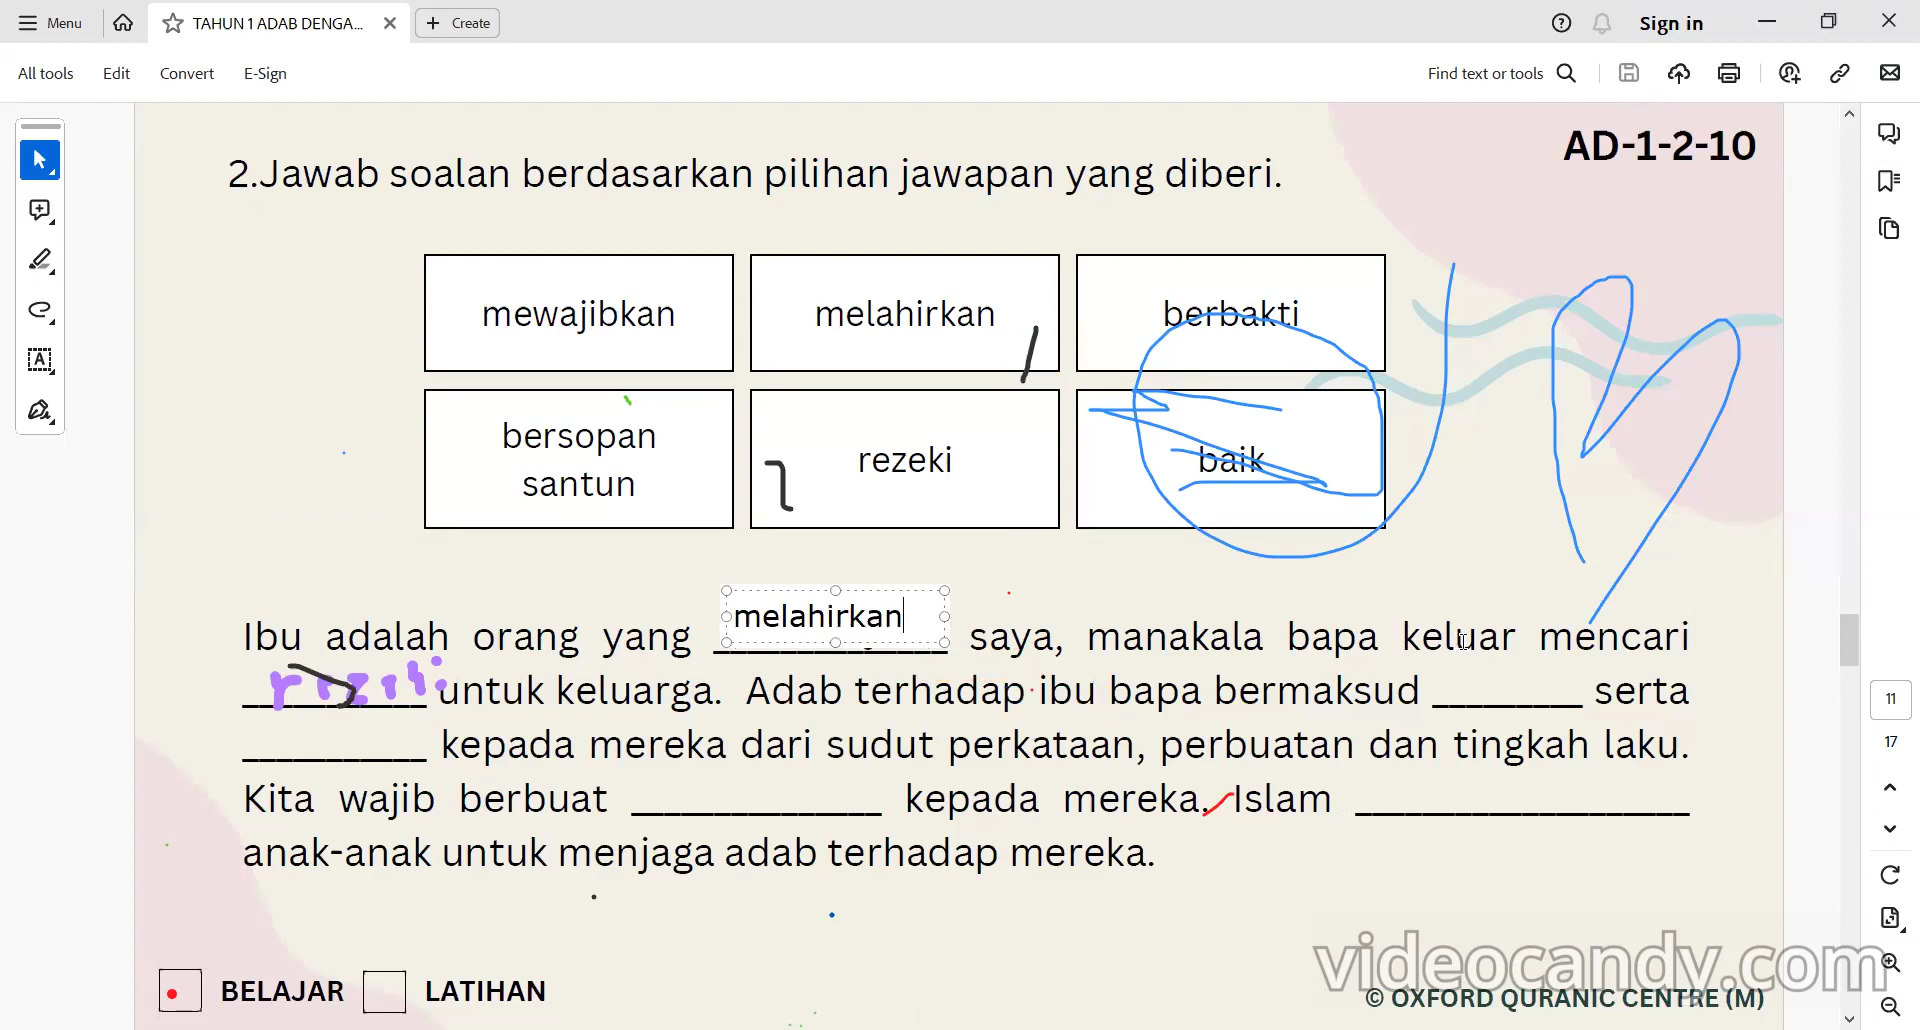 Menu
TAHUN 1 ADAB DENGA...
Create
Sign in
All tools
Edit
Convert
E-Sign
Find text or tools
AD-1-2-10
2.Jawab soalan berdasarkan pilihan jawapan yang diberi.
mewajibkan
melahirkan
berbakti
bersopan
santun
rezeki
baik
melahirkan
Ibu adalah orang yang ______________ saya, manakala bapa keluar mencari
___________ untuk keluarga. Adab terhadap ibu bapa bermaksud _________ serta
___________ kepada mereka dari sudut perkataan, perbuatan dan tingkah laku.
Kita wajib berbuat _______________ kepada mereka. Islam ____________________
anak-anak untuk menjaga adab terhadap mereka.
11
17
BELAJAR
LATIHAN
videocandy.com
© OXFORD QURANIC CENTRE (M)